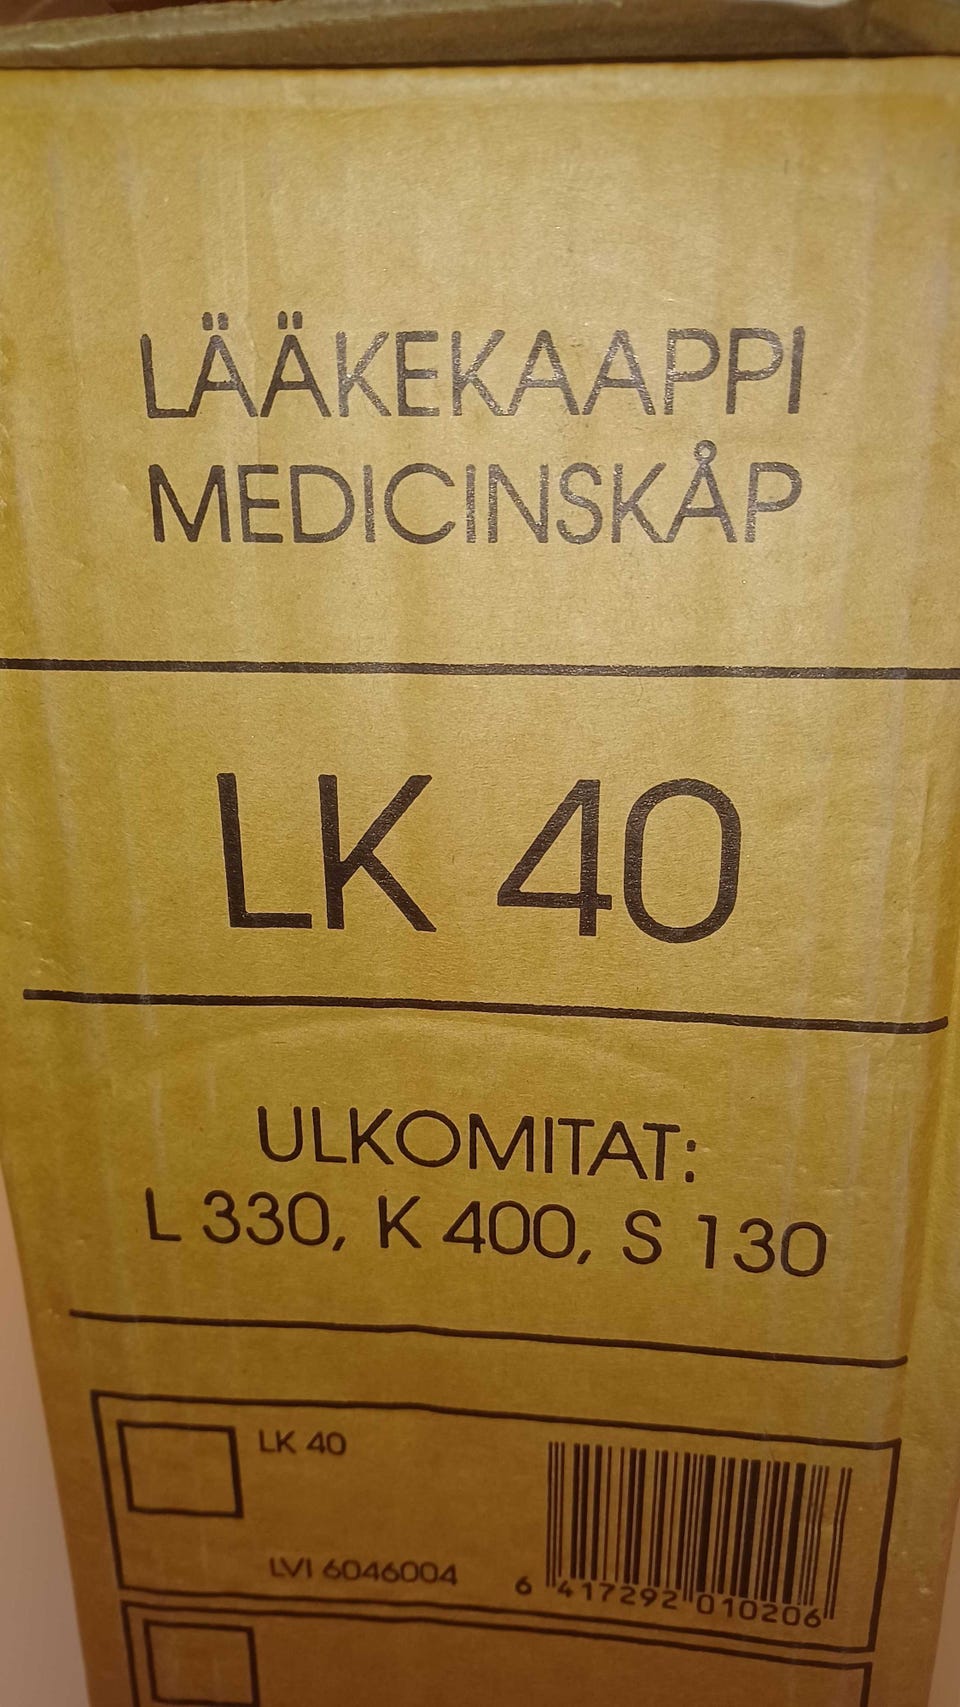 LÄÄKEKAAPPI
MEDICINSKÅP
LK 40
ULKOMITAT:
L 330, K 400, S 130
LK 40
LVI 6046004
6 417292 010206